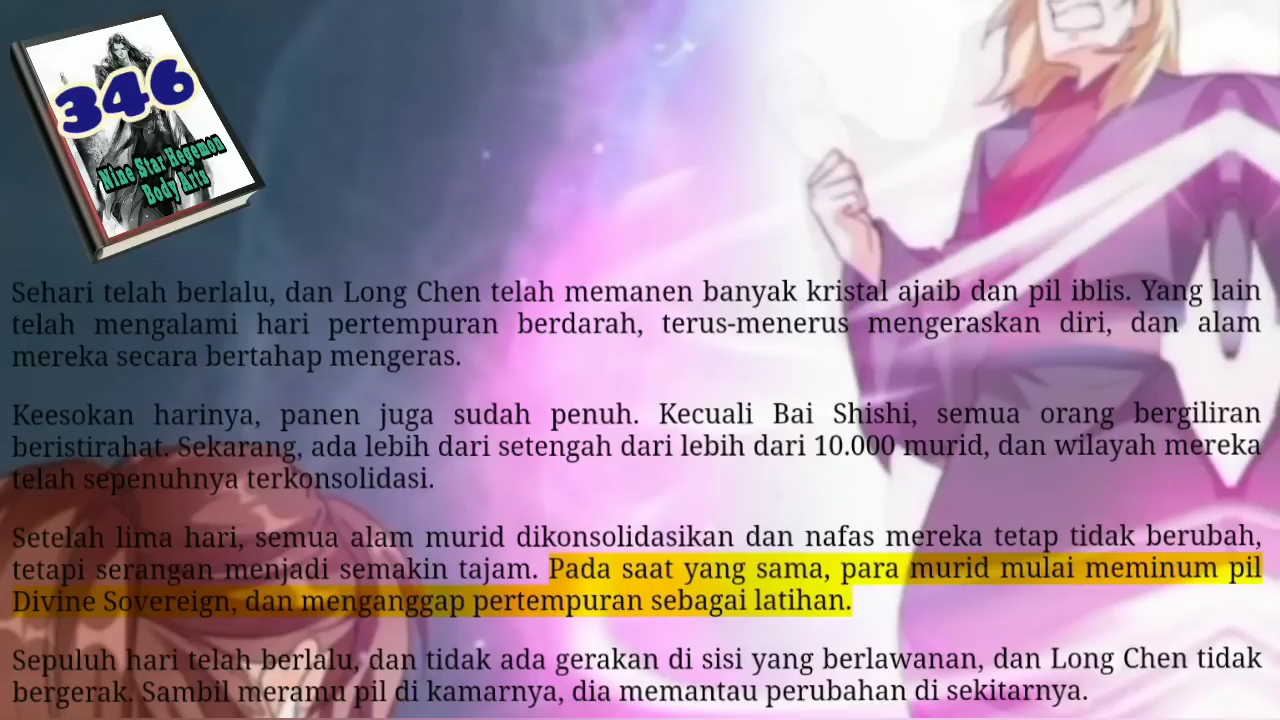 346
Nine Star Hegemon
Body Arts
Sehari telah berlalu, dan Long Chen telah memanen banyak kristal ajaib dan pil iblis. Yang lain
telah mengalami hari pertempuran berdarah, terus-menerus mengeraskan diri, dan alam
mereka secara bertahap mengeras.
Keesokan harinya, panen juga sudah penuh. Kecuali Bai Shishi, semua orang bergiliran
beristirahat. Sekarang, ada lebih dari setengah dari lebih dari 10.000 murid, dan wilayah mereka
telah sepenuhnya terkonsolidasi.
Setelah lima hari, semua alam murid dikonsolidasikan dan nafas mereka tetap tidak berubah,
tetapi serangan menjadi semakin tajam. Pada saat yang sama, para murid mulai meminum pil
Divine Sovereign, dan menganggap pertempuran sebagai latihan.
Sepuluh hari telah berlalu, dan tidak ada gerakan di sisi yang berlawanan, dan Long Chen tidak
bergerak. Sambil meramu pil di kamarnya, dia memantau perubahan di sekitarnya.